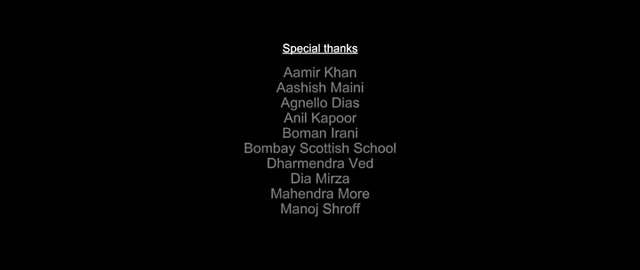 Special thanks
Aamir Khan
Aashish Maini
Agnello Dias
Anil Kapoor
Boman Irani
Bombay Scottish School
Dharmendra Ved
Dia Mirza
Mahendra More
Manoj Shroff